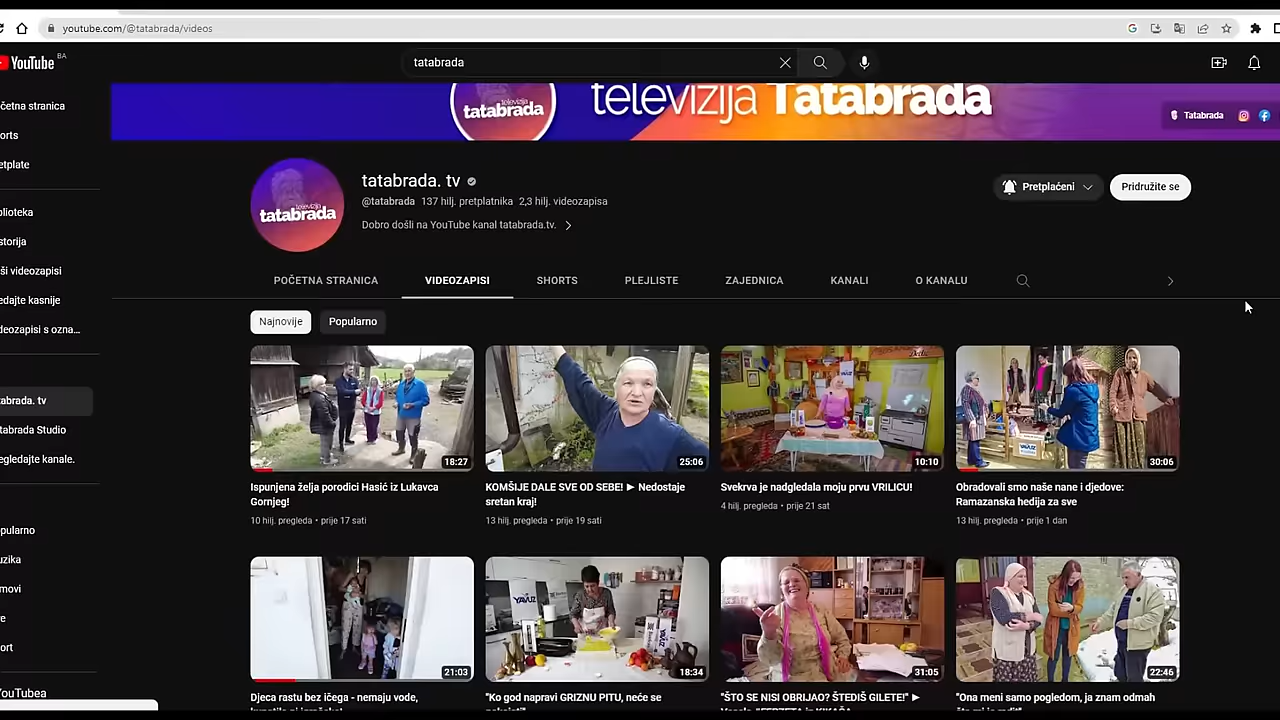 youtube.com/@tatabrada/videos
YouTube BA
tatabrada
televizija
tatabrada
televizija Tatabrada
Tatabrada
četna stranica
orts
etplate
blioteka
storija
ši videozapisi
edajte kasnije
deozapisi s ozna...
abrada. tv
tabrada Studio
egledajte kanale.
opularno
uzika
movi
ve
ort
YouTubea
televizija
tatabrada
tatabrada. tv
@tatabrada 137 hilj. pretplatnika 2,3 hilj. videozapisa
Dobro došli na YouTube kanal tatabrada.tv.
Pretplaćeni
Pridružite se
POČETNA STRANICA VIDEOZAPISI SHORTS PLEJLISTE ZAJEDNICA KANALI O KANALU
Najnovije Popularno
18:27
25:06
10:10
30:06
Ispunjena želja porodici Hasić iz Lukavca
Gornjeg!
10 hilj. pregleda • prije 17 sati
KOMŠIJE DALE SVE OD SEBE! ► Nedostaje
sretan kraj!
13 hilj. pregleda • prije 19 sati
Svekrva je nadgledala moju prvu VRILICU!
4 hilj. pregleda • prije 21 sat
Obradovali smo naše nane i djedove:
Ramazanska hedija za sve
13 hilj. pregleda • prije 1 dan
YAVUZ
21:03
18:34
31:05
22:46
Djeca rastu bez ičega - nemaju vode,
"Ko god napravi GRIZNU PITU, neće se
"ŠTO SE NISI OBRIJAO? ŠTEDIŠ GILETE!" ►
"Ona meni samo pogledom, ja znam odmah